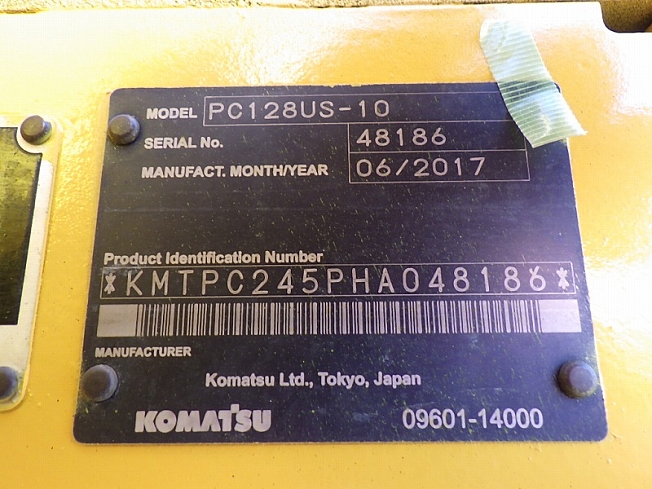 MODEL PC128US-10
SERIAL No. 48186
MANUFACT. MONTH/YEAR 06/2017
Product Identification Number
*KMTPC245PHA048186*
MANUFACTURER
Komatsu Ltd., Tokyo, Japan
KOMATSU 09601-14000